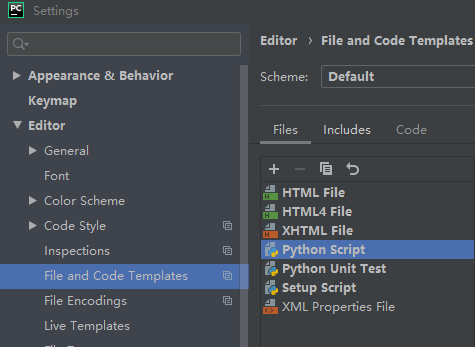 PC Settings
Editor › File and Code Templates
Scheme: Default
Appearance & Behavior
Keymap
Editor
General
Font
Color Scheme
Code Style
Inspections
File and Code Templates
File Encodings
Live Templates
Files Includes Code
HTML File
HTML4 File
XHTML File
Python Script
Python Unit Test
Setup Script
XML Properties File